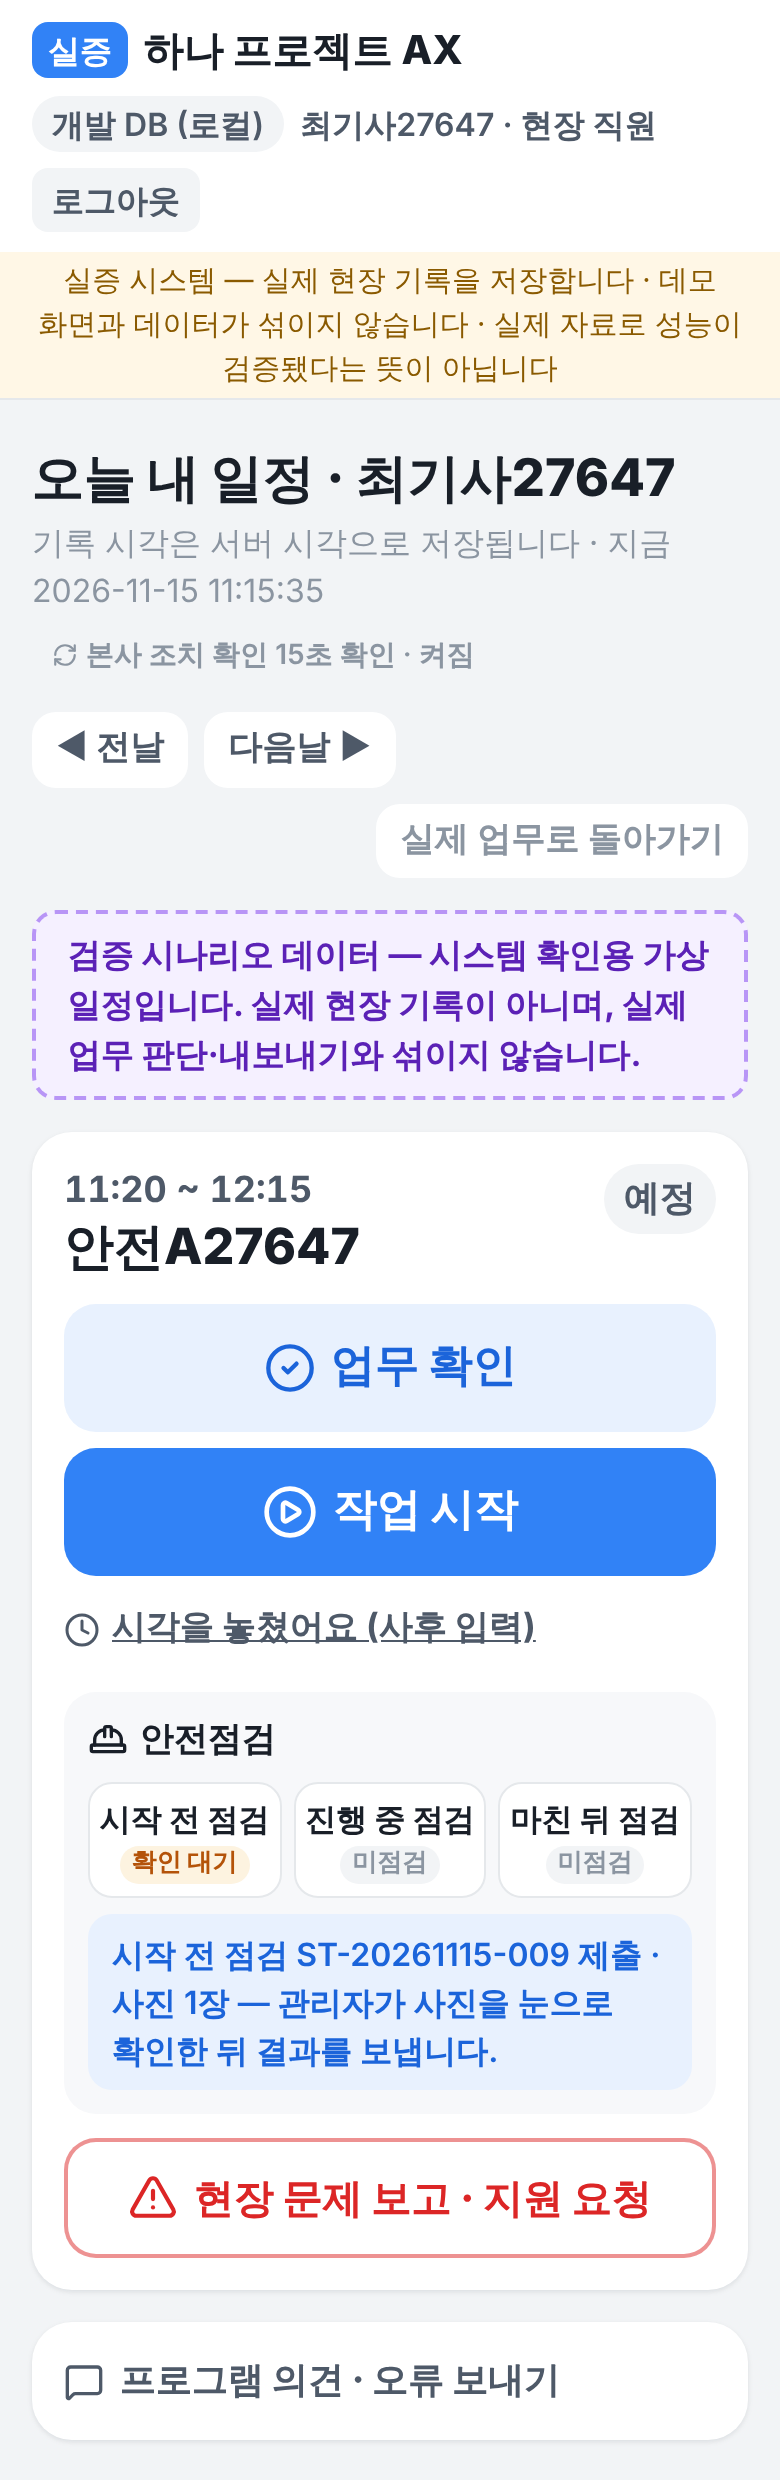 실증 하나 프로젝트 AX
개발 DB (로컬) 최기사27647 · 현장 직원
로그아웃
실증 시스템 — 실제 현장 기록을 저장합니다 · 데모
화면과 데이터가 섞이지 않습니다 · 실제 자료로 성능이
검증됐다는 뜻이 아닙니다
오늘 내 일정 · 최기사27647
기록 시각은 서버 시각으로 저장됩니다 · 지금
2026-11-15 11:15:35
본사 조치 확인 15초 확인 · 켜짐
◀ 전날 다음날 ▶
실제 업무로 돌아가기
검증 시나리오 데이터 — 시스템 확인용 가상
일정입니다. 실제 현장 기록이 아니며, 실제
업무 판단·내보내기와 섞이지 않습니다.
11:20 ~ 12:15 예정
안전A27647
업무 확인
작업 시작
시각을 놓쳤어요 (사후 입력)
안전점검
시작 전 점검 진행 중 점검 마친 뒤 점검
확인 대기 미점검 미점검
시작 전 점검 ST-20261115-009 제출 ·
사진 1장 — 관리자가 사진을 눈으로
확인한 뒤 결과를 보냅니다.
현장 문제 보고 · 지원 요청
프로그램 의견 · 오류 보내기